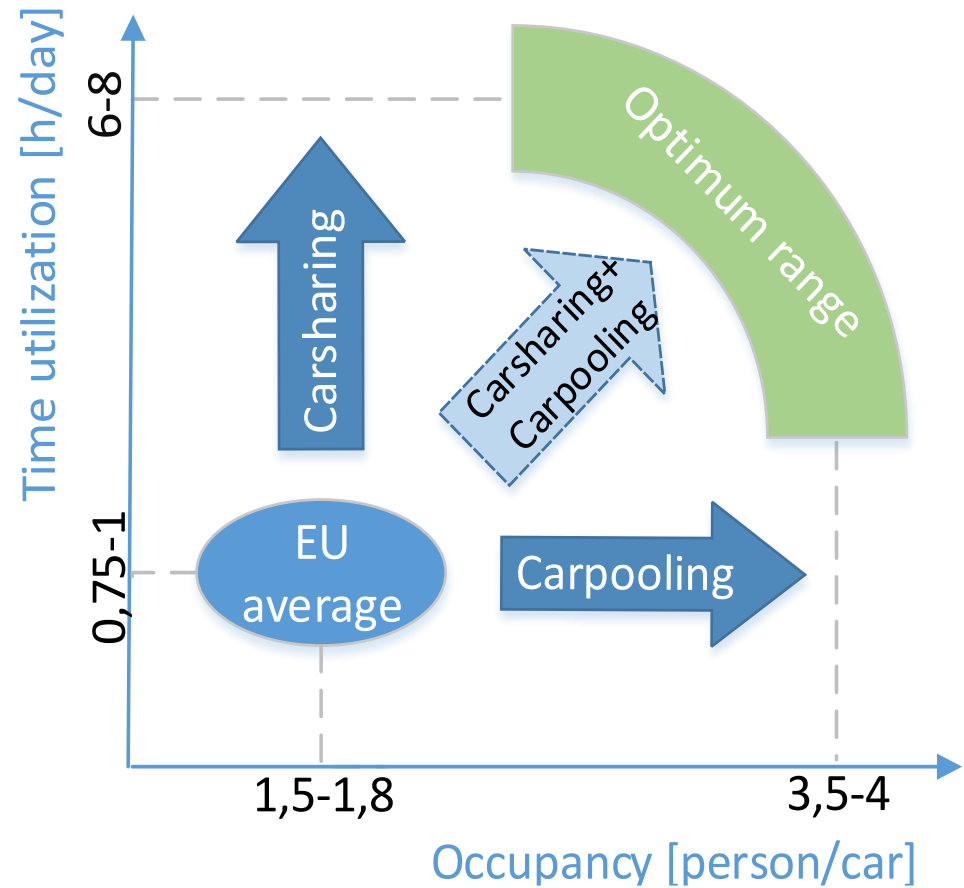 Time utilization [h/day]
6-8
0,75-1
Carsharing
Carsharing+
Carpooling
Optimum range
EU
average
Carpooling
1,5-1,8
3,5-4
Occupancy [person/car]